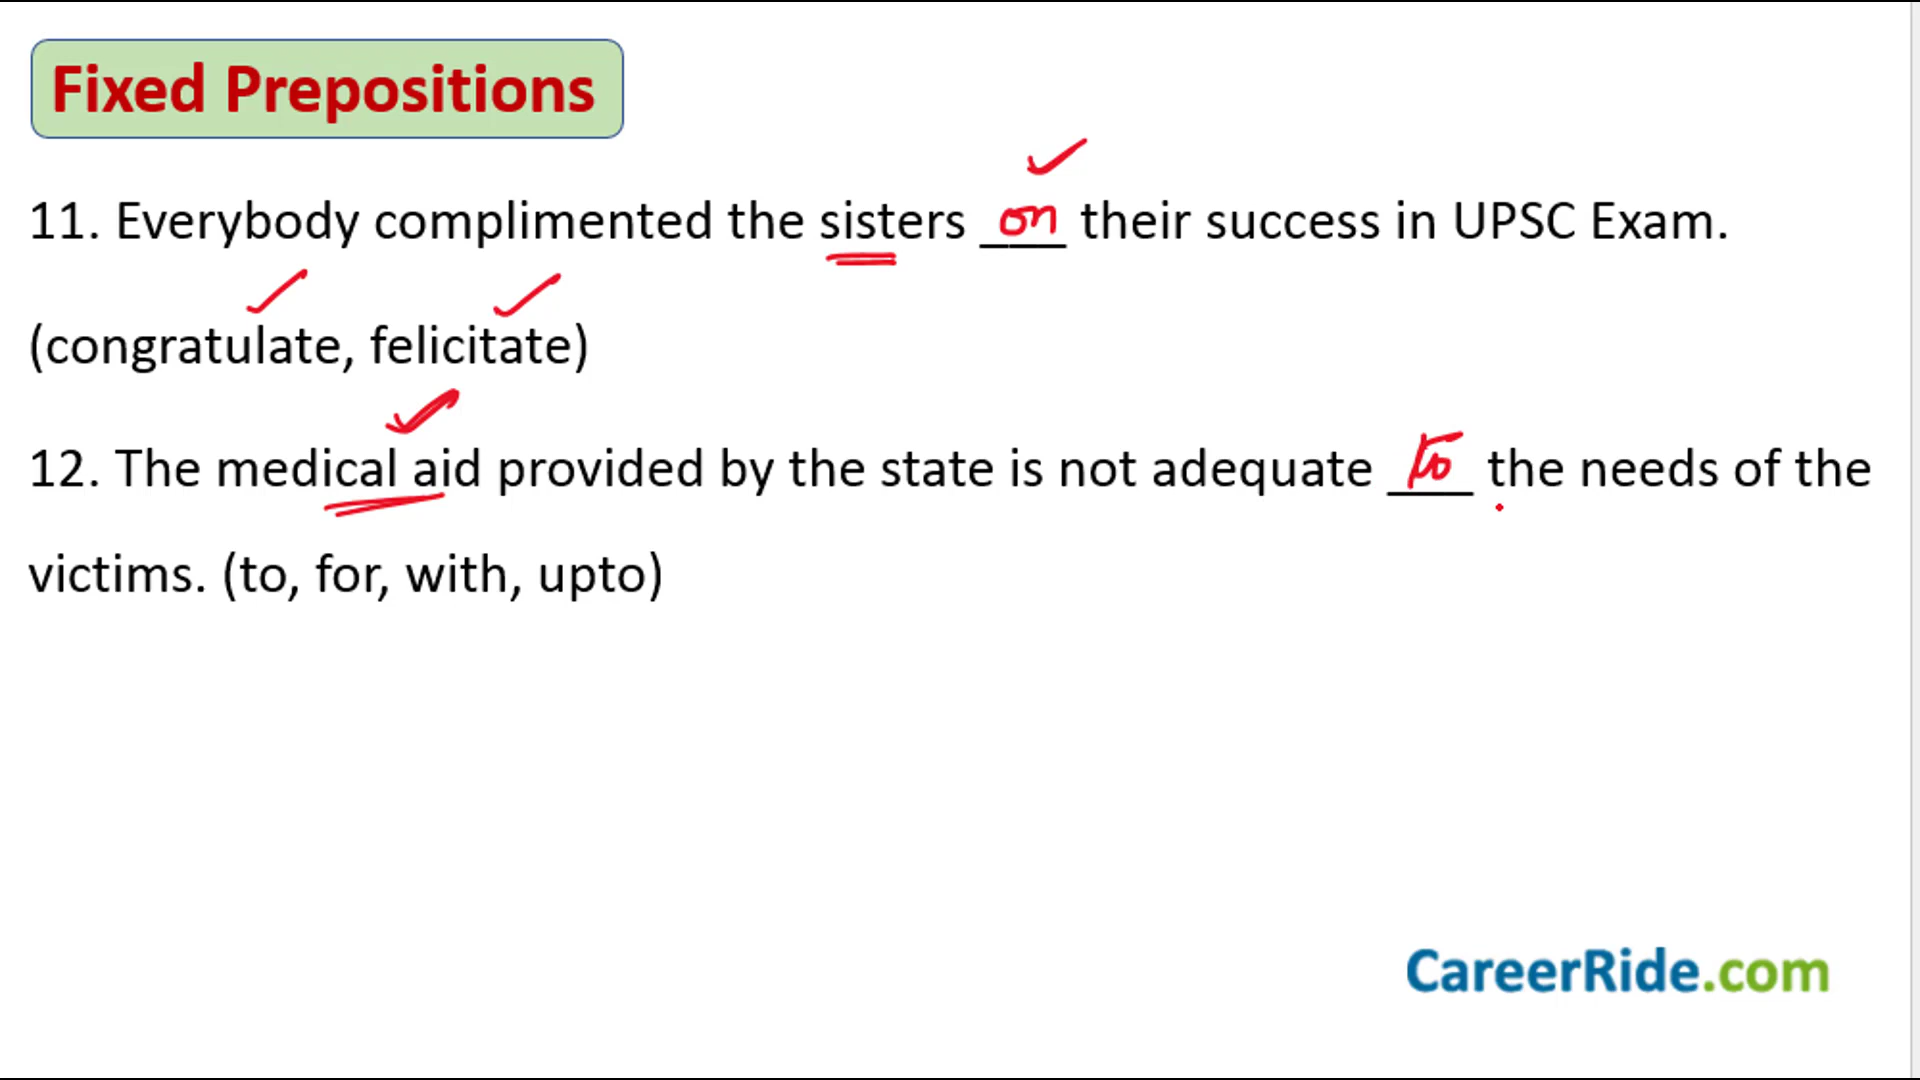 Fixed Prepositions
11. Everybody complimented the sisters on their success in UPSC Exam.
(congratulate, felicitate)
12. The medical aid provided by the state is not adequate to the needs of the
victims. (to, for, with, upto)
CareerRide.com